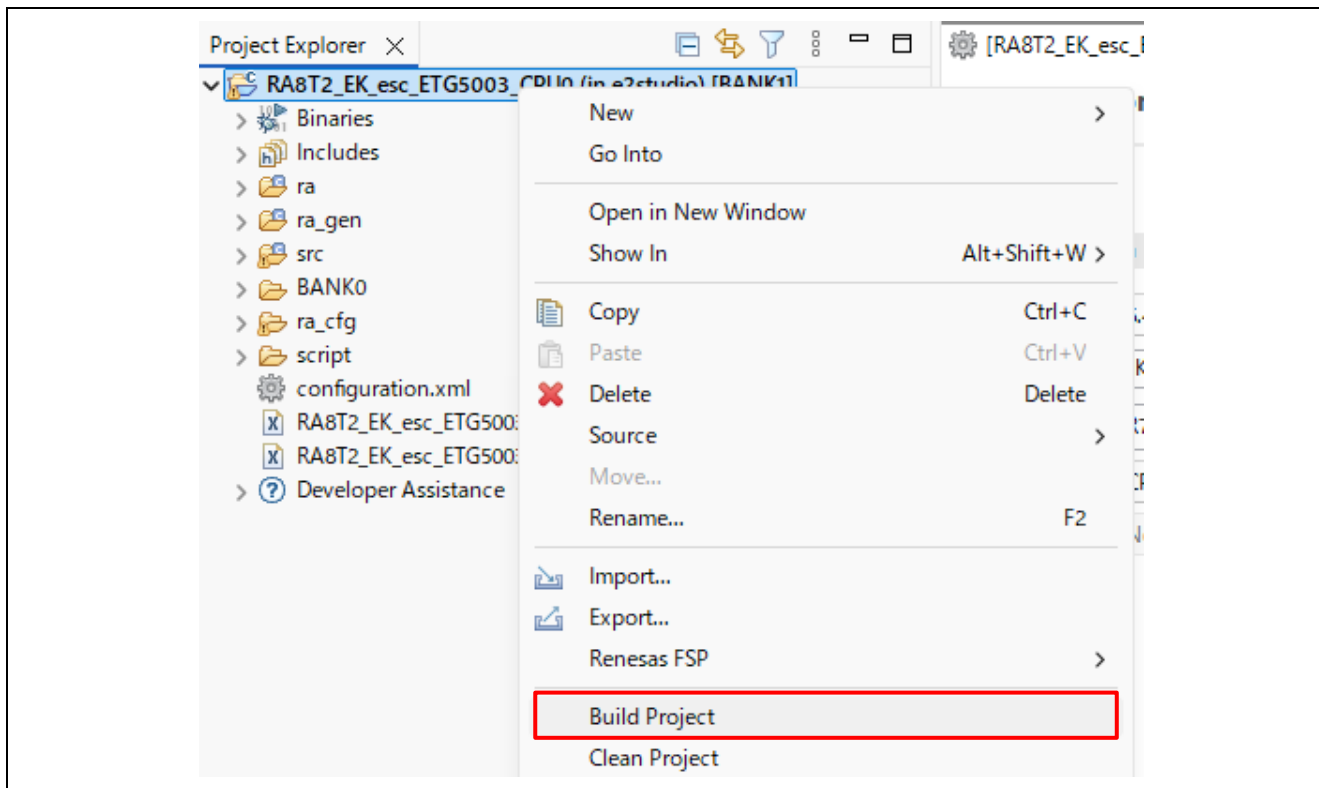 Project Explorer
[RA8T2_EK_esc_
RA8T2_EK_esc_ETG5003_CPU0 (in e2studio) [BANK1]
Binaries
Includes
ra
ra_gen
src
BANK0
ra_cfg
script
configuration.xml
RA8T2_EK_esc_ETG500
RA8T2_EK_esc_ETG500
Developer Assistance
New
Go Into
Open in New Window
Show In Alt+Shift+W
Copy Ctrl+C
Paste Ctrl+V
Delete Delete
Source
Move...
Rename... F2
Import...
Export...
Renesas FSP
Build Project
Clean Project